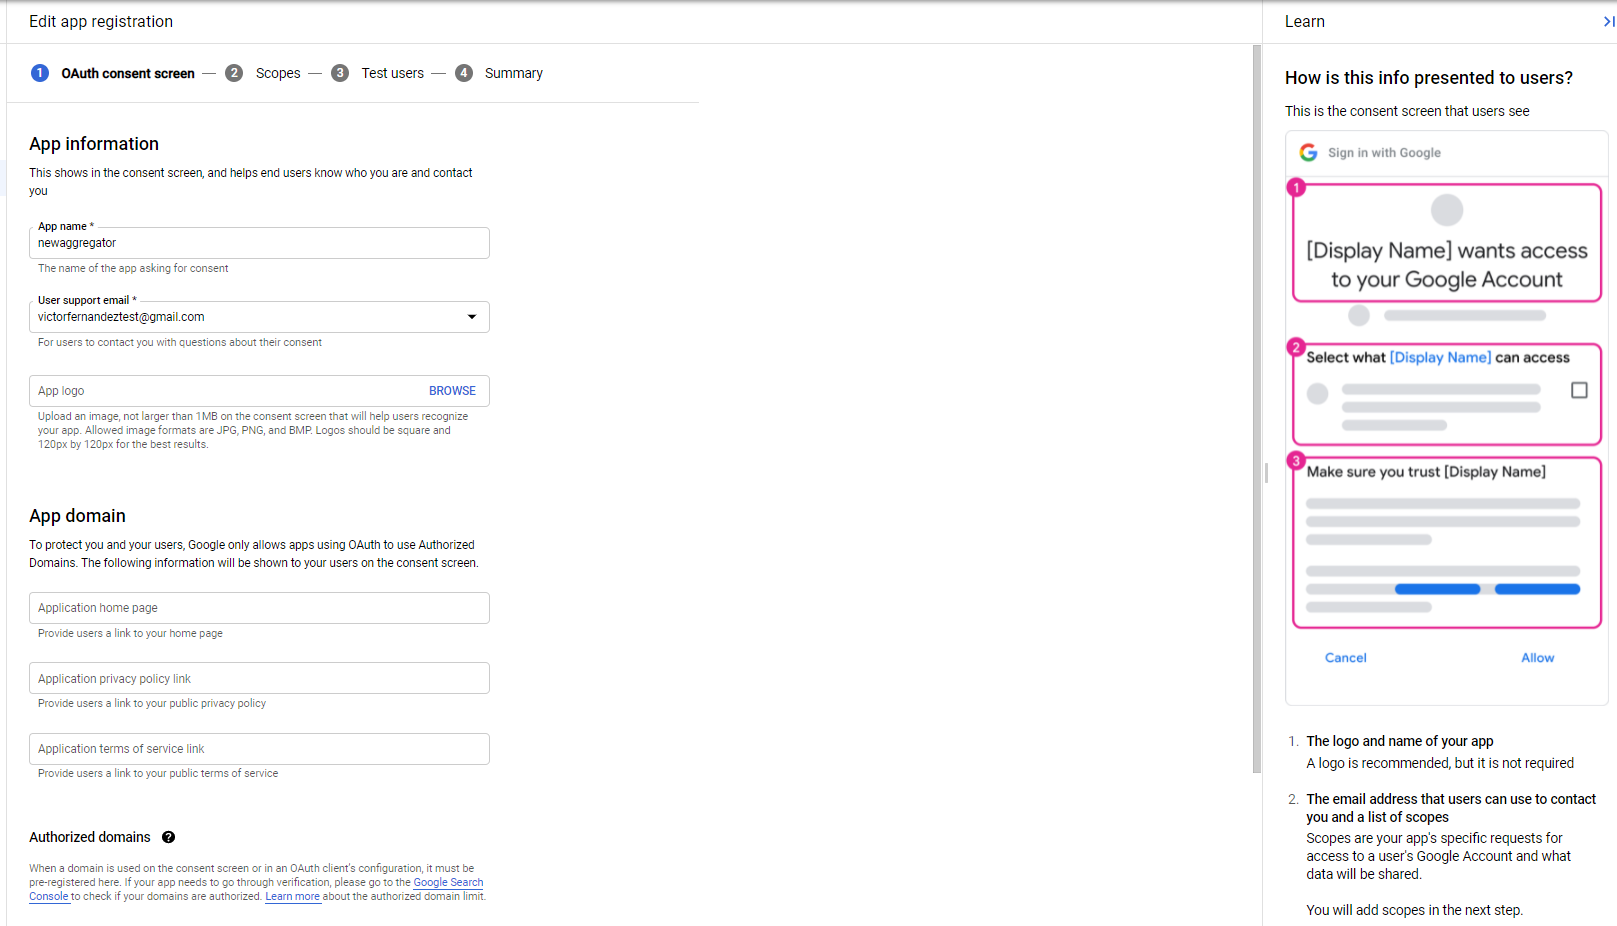 Edit app registration
1 OAuth consent screen — 2 Scopes — 3 Test users — 4 Summary
App information
This shows in the consent screen, and helps end users know who you are and contact
you
App name *
newaggregator
The name of the app asking for consent
User support email *
victorfernandeztest@gmail.com
For users to contact you with questions about their consent
App logo BROWSE
Upload an image, not larger than 1MB on the consent screen that will help users recognize
your app. Allowed image formats are JPG, PNG, and BMP. Logos should be square and
120px by 120px for the best results.
App domain
To protect you and your users, Google only allows apps using OAuth to use Authorized
Domains. The following information will be shown to your users on the consent screen.
Application home page
Provide users a link to your home page
Application privacy policy link
Provide users a link to your public privacy policy
Application terms of service link
Provide users a link to your public terms of service
Authorized domains ?
When a domain is used on the consent screen or in an OAuth client's configuration, it must be
pre-registered here. If your app needs to go through verification, please go to the Google Search
Console to check if your domains are authorized. Learn more about the authorized domain limit.
Learn
How is this info presented to users?
This is the consent screen that users see
Sign in with Google
1
[Display Name] wants access
to your Google Account
2
Select what [Display Name] can access
3
Make sure you trust [Display Name]
Cancel Allow
1. The logo and name of your app
A logo is recommended, but it is not required
2. The email address that users can use to contact
you and a list of scopes
Scopes are your app's specific requests for
access to a user's Google Account and what
data will be shared.
You will add scopes in the next step.